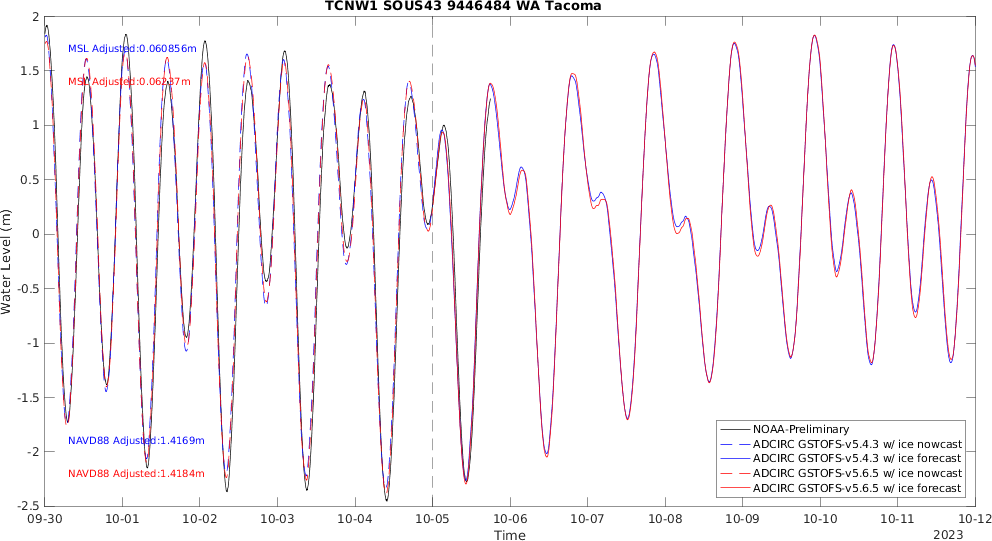 TCNW1 SOUS43 9446484 WA Tacoma
2
1.5
1
0.5
0
-0.5
-1
-1.5
-2
-2.5
Water Level (m)
MSL Adjusted:0.060856m
MSL Adjusted:0.06237m
NAVD88 Adjusted:1.4169m
NAVD88 Adjusted:1.4184m
NOAA-Preliminary
ADCIRC GSTOFS-v5.4.3 w/ ice nowcast
ADCIRC GSTOFS-v5.4.3 w/ ice forecast
ADCIRC GSTOFS-v5.6.5 w/ ice nowcast
ADCIRC GSTOFS-v5.6.5 w/ ice forecast
09-30 10-01 10-02 10-03 10-04 10-05 10-06 10-07 10-08 10-09 10-10 10-11 10-12
Time
2023